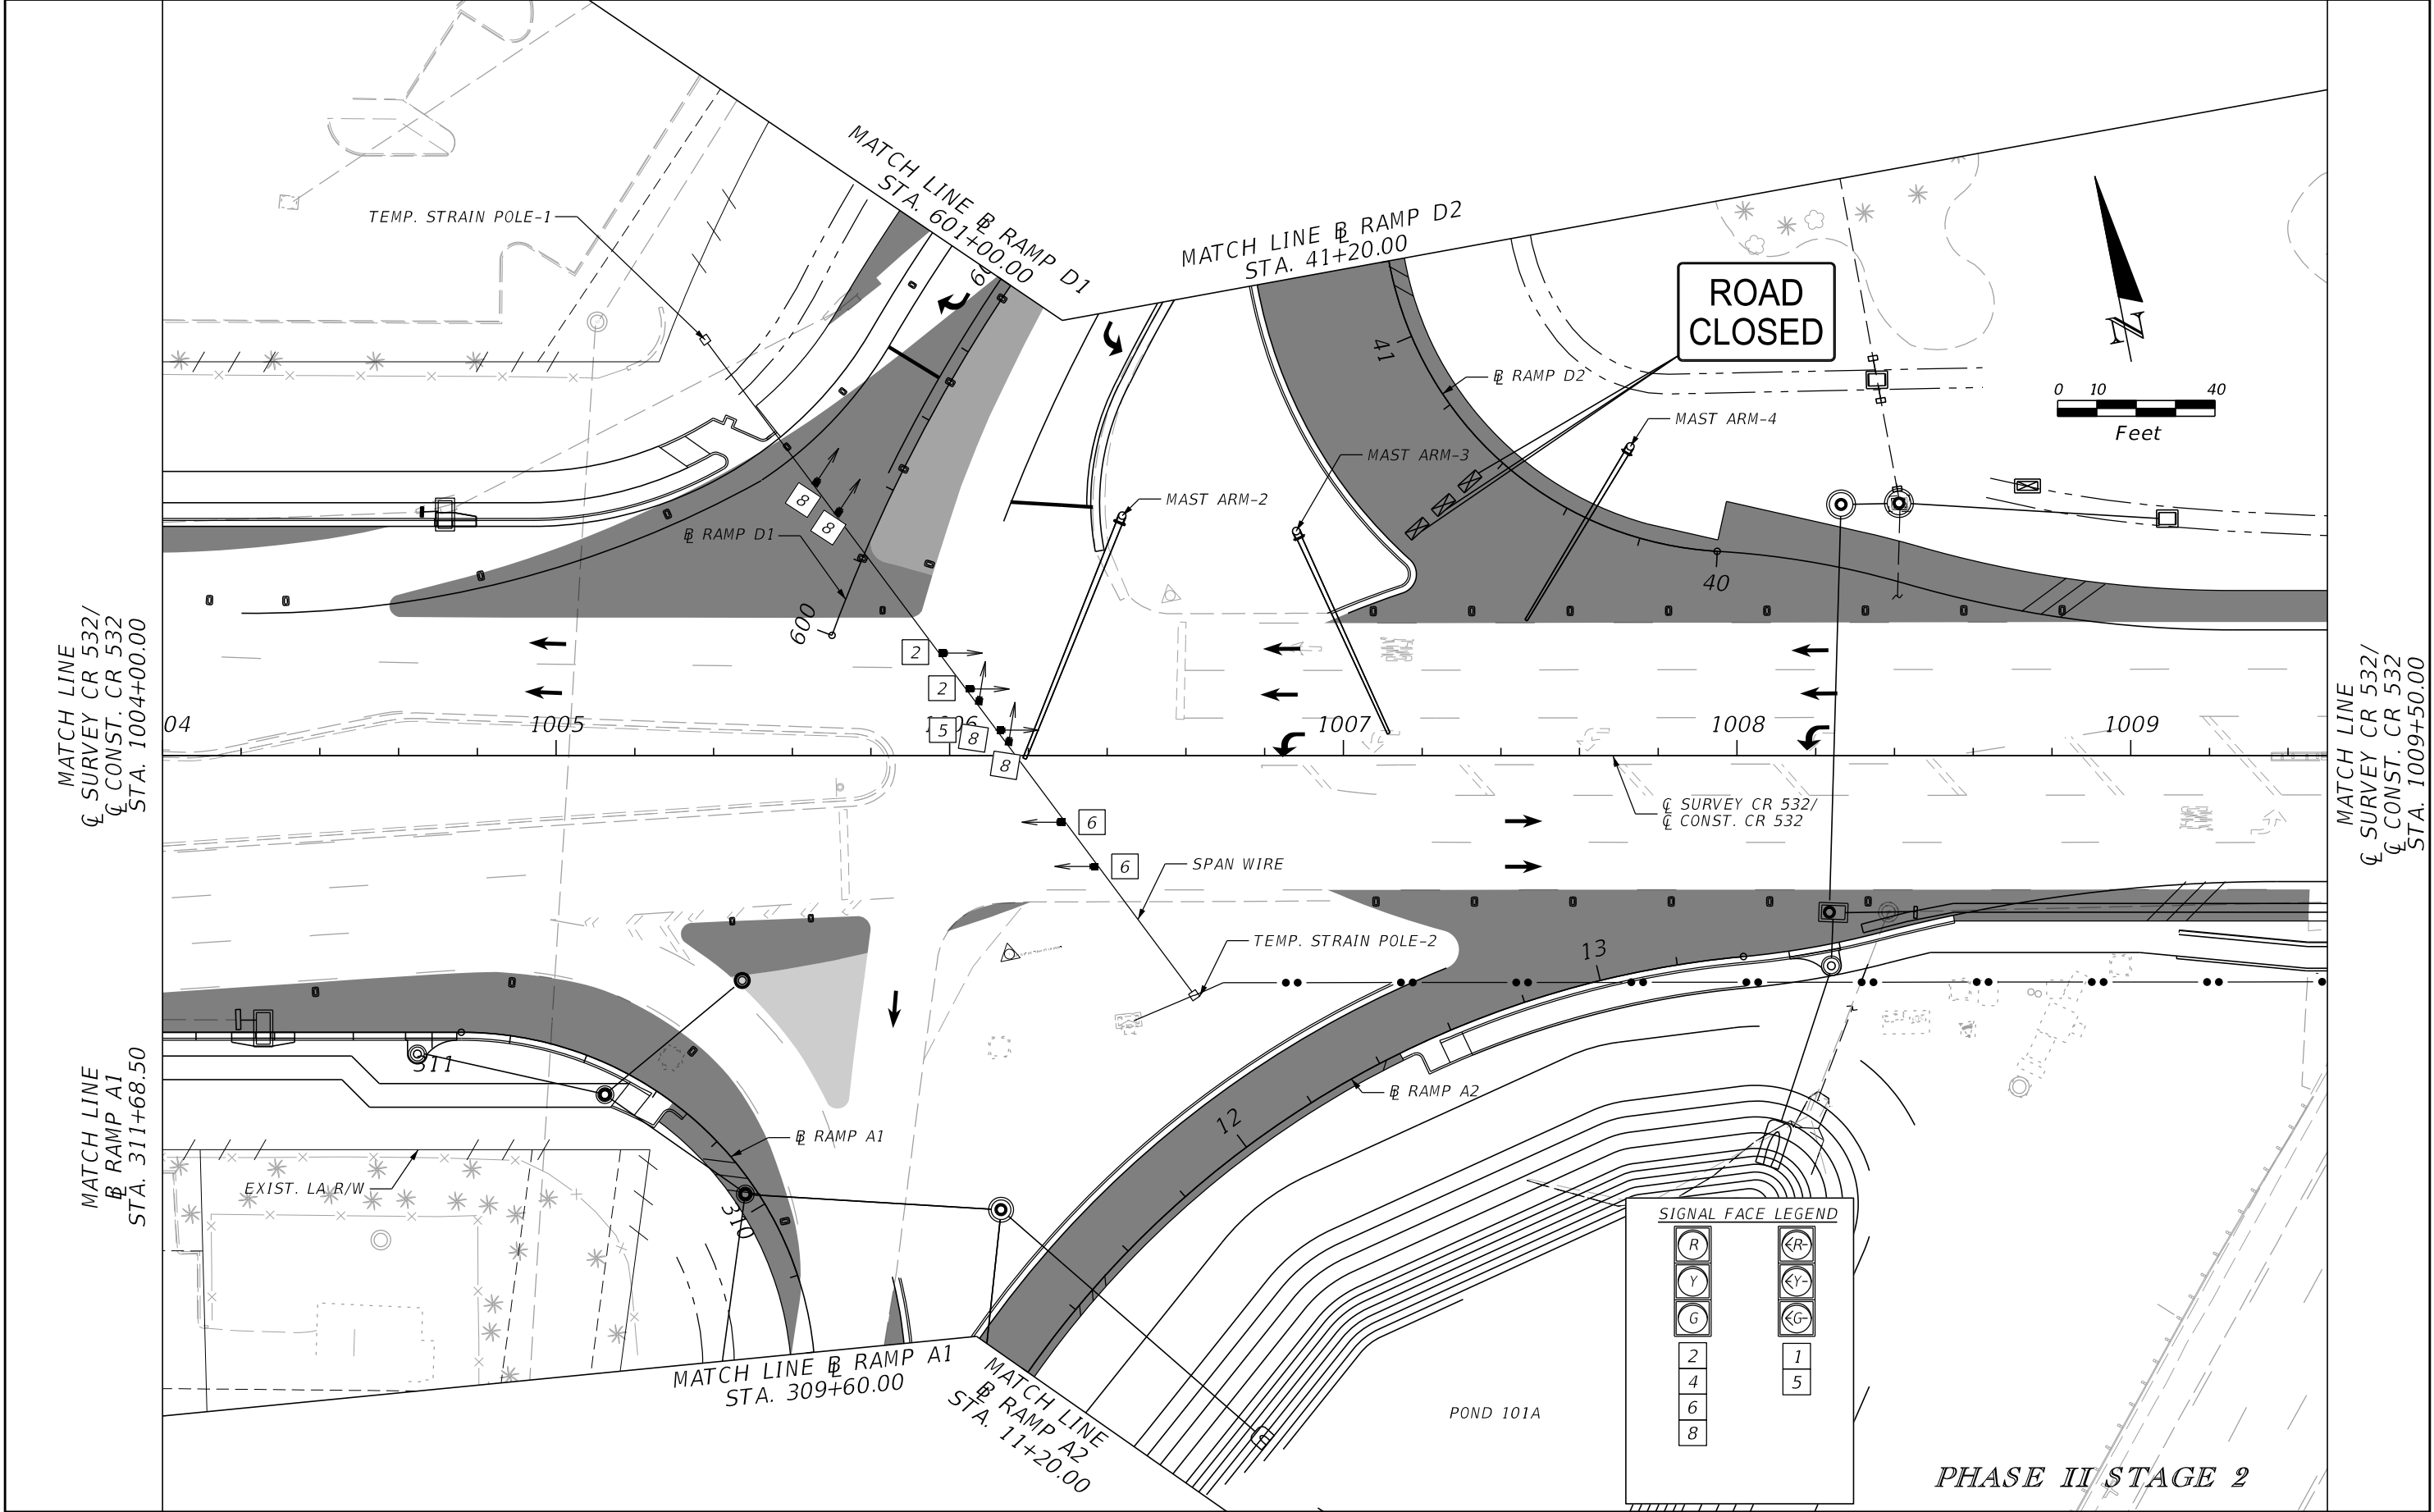 MATCH LINE ℄ RAMP D1
STA. 601+00.00
MATCH LINE ℄ RAMP D2
STA. 41+20.00
TEMP. STRAIN POLE-1
ROAD
CLOSED
N
41
℄ RAMP D2
MAST ARM-4
0 10 40
Feet
MAST ARM-3
MAST ARM-2
8
8
℄ RAMP D1
40
600
2
2
5
8
8
04
1005
1006
1007
1008
1009
MATCH LINE
℄ SURVEY CR 532/
℄ CONST. CR 532
STA. 1004+00.00
MATCH LINE
℄ SURVEY CR 532/
℄ CONST. CR 532
STA. 1009+50.00
℄ SURVEY CR 532/
℄ CONST. CR 532
6
6
SPAN WIRE
TEMP. STRAIN POLE-2
13
311
MATCH LINE
℄ RAMP A1
STA. 311+68.50
℄ RAMP A2
12
℄ RAMP A1
EXIST. LA R/W
310
SIGNAL FACE LEGEND
R R
Y Y
G G
2 1
4 5
6
8
MATCH LINE ℄ RAMP A1
STA. 309+60.00
MATCH LINE
℄ RAMP A2
STA. 11+20.00
POND 101A
PHASE II STAGE 2